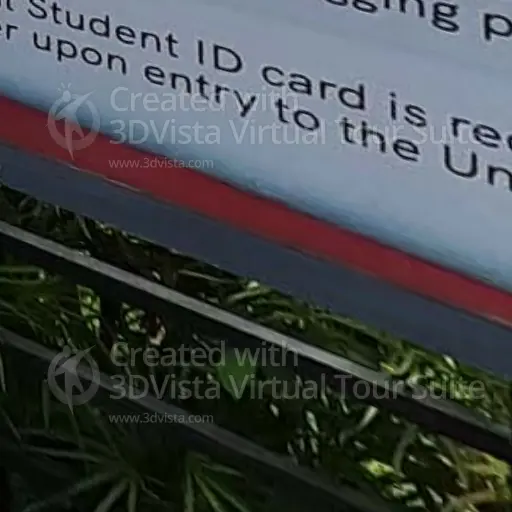 ging p
Student ID card is re
upon entry to the Un
Created with
3DVista Virtual Tour Suite
www.3dvista.com
Created with
3DVista Virtual Tour Suite
www.3dvista.com